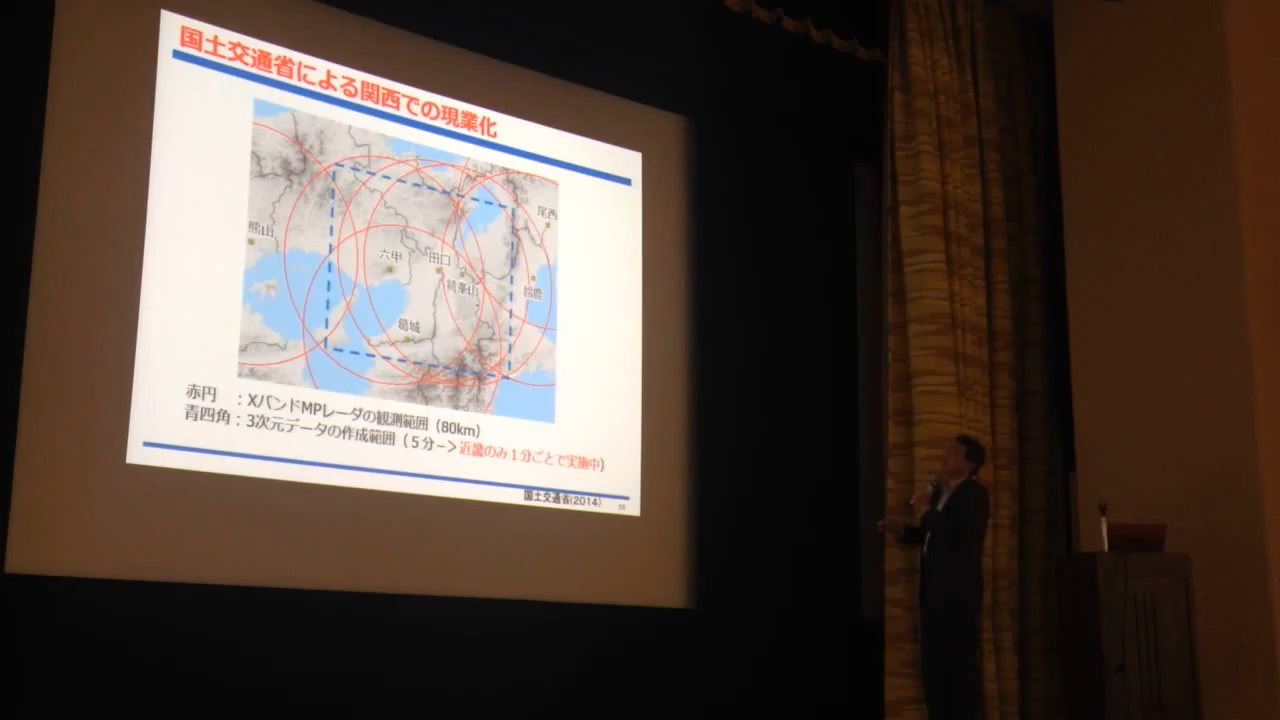 国土交通省による関西での現業化
尾西
熊山
六甲
田口
鷲峯山
鈴鹿
葛城
赤円　：XバンドMPレーダの観測範囲（80km）
青四角：3次元データの作成範囲（５分−＞近畿のみ１分ごとで実施中）
国土交通省(2014)